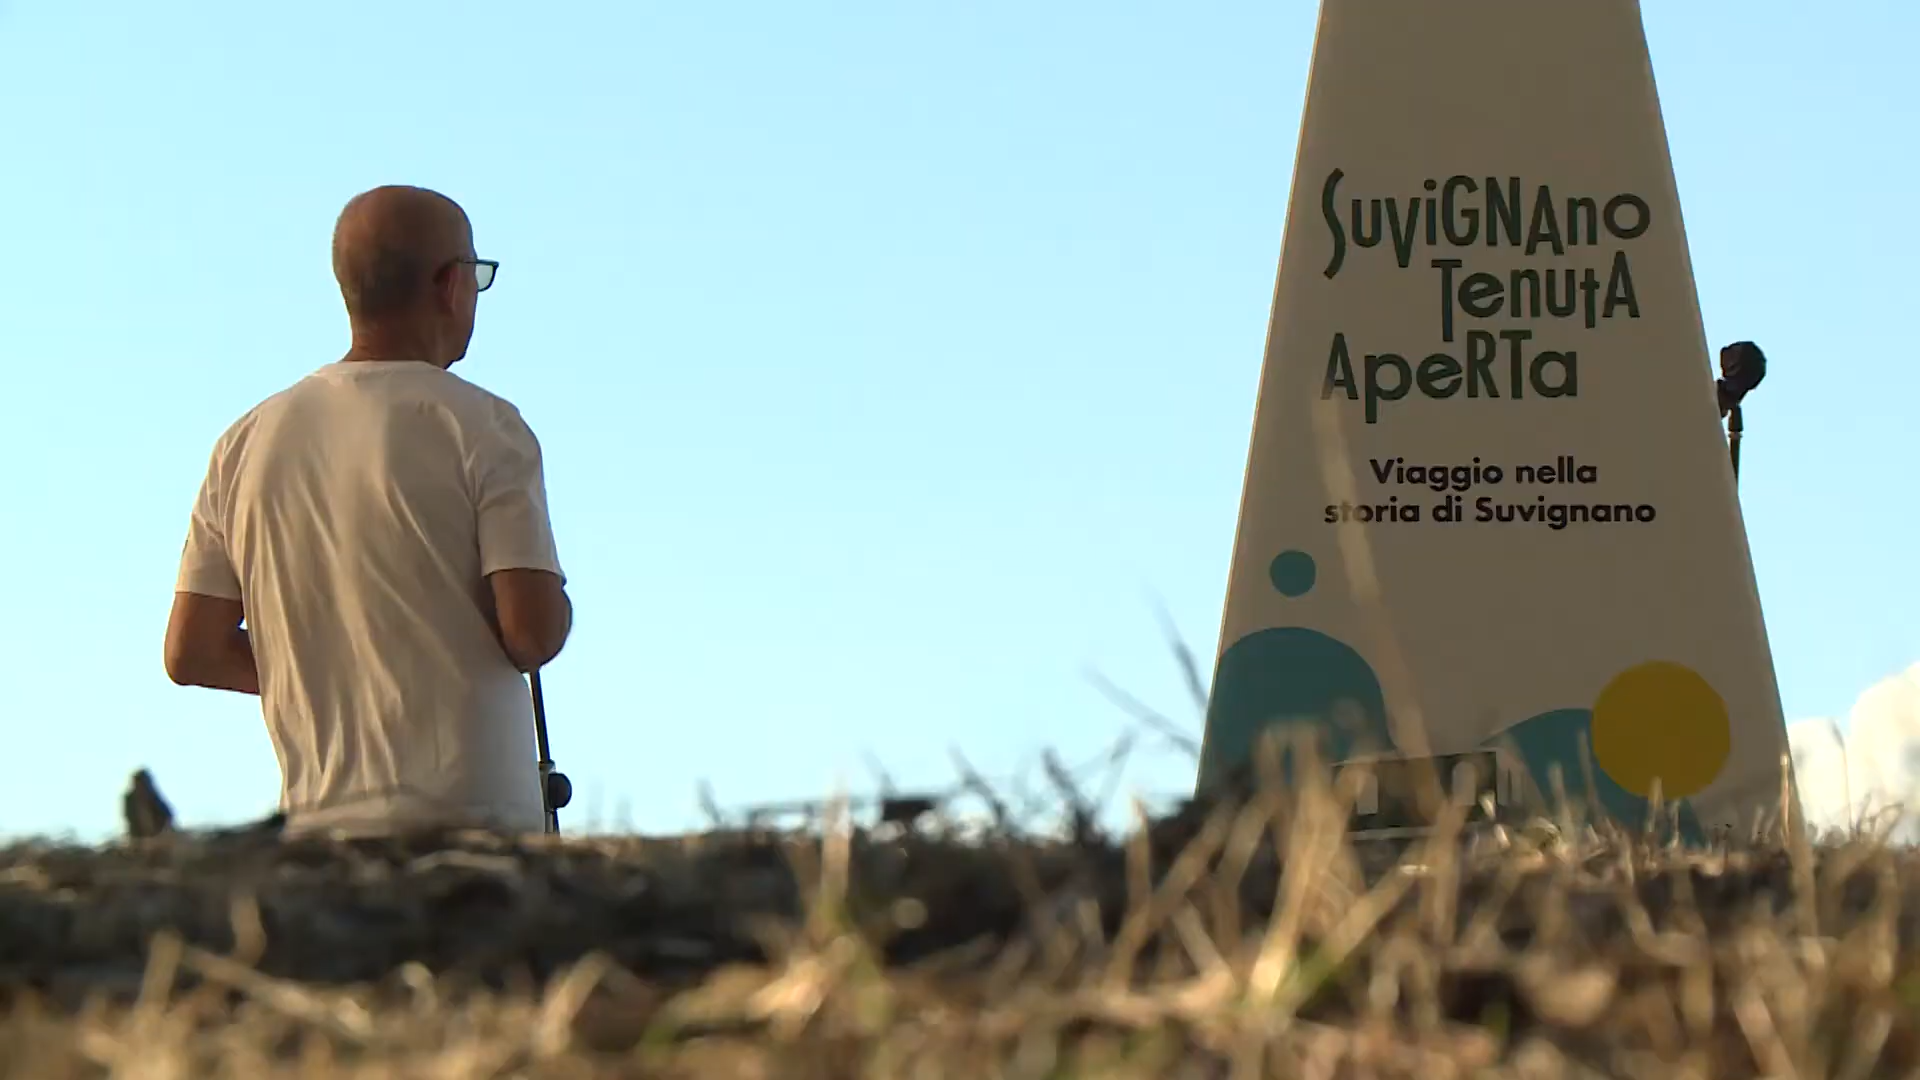 SuviGNAno
TenutA
ApeRTa
Viaggio nella
storia di Suvignano